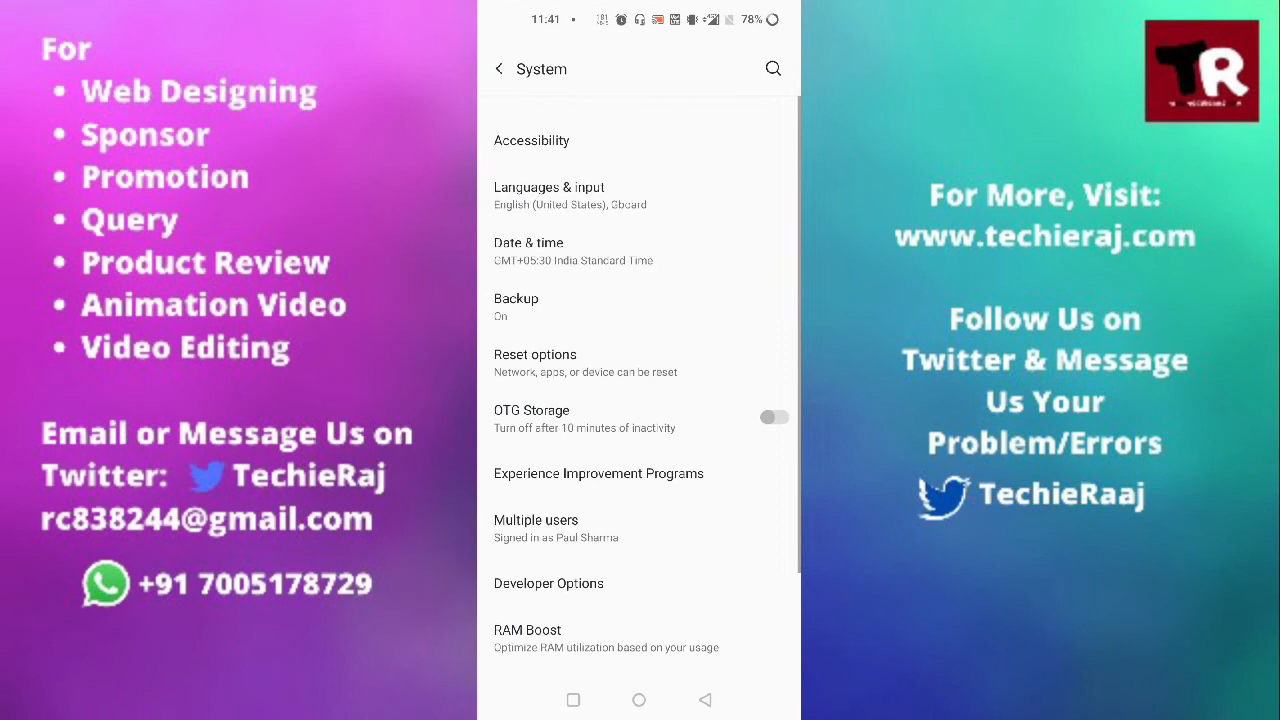 For
• Web Designing
• Sponsor
• Promotion
• Query
• Product Review
• Animation Video
• Video Editing
Email or Message Us on
Twitter: TechieRaj
rc838244@gmail.com
+91 7005178729
11:41
78%
System
Accessibility
Languages & input
English (United States), Gboard
Date & time
GMT+05:30 India Standard Time
Backup
On
Reset options
Network, apps, or device can be reset
OTG Storage
Turn off after 10 minutes of inactivity
Experience Improvement Programs
Multiple users
Signed in as Paul Sharma
Developer Options
RAM Boost
Optimize RAM utilization based on your usage
TR
For More, Visit:
www.techieraj.com
Follow Us on
Twitter & Message
Us Your
Problem/Errors
TechieRaaj